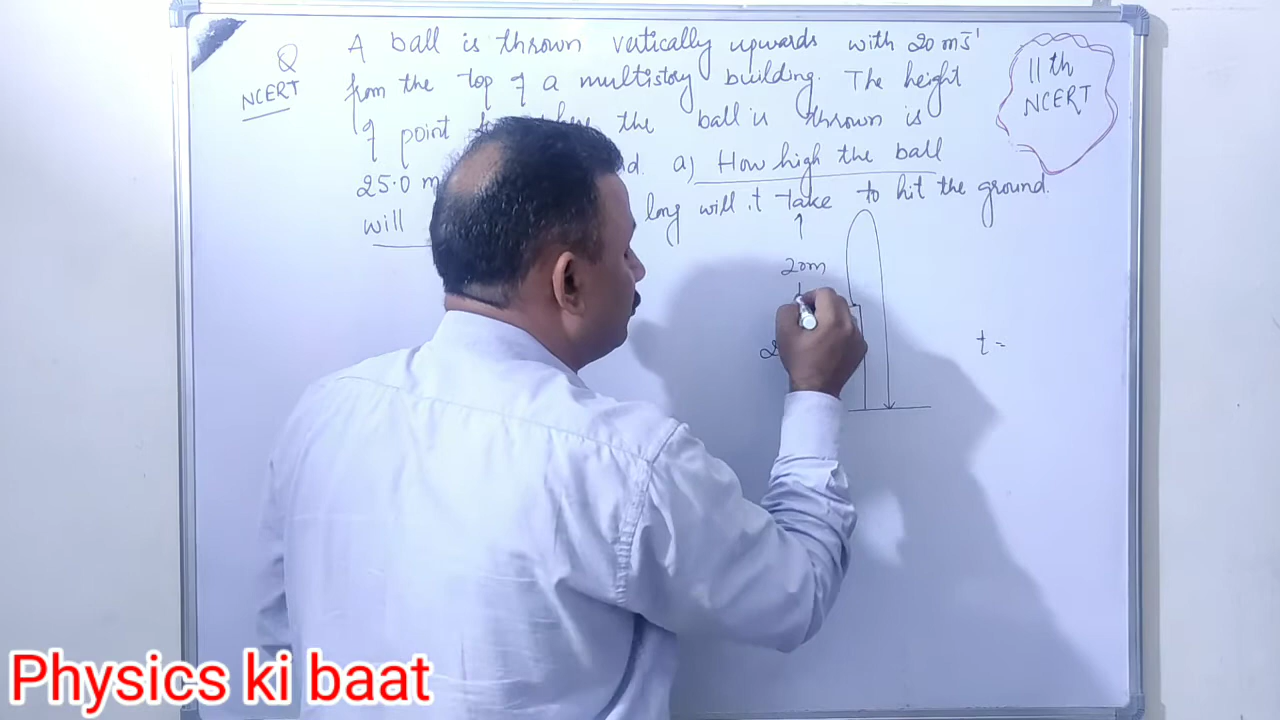 Q A ball is thrown vertically upwards with 20 ms⁻¹
NCERT from the top of a multistory building. The height
of point the ball is thrown is
25.0 m a) How high the ball
will long will it take to hit the ground.
11th
NCERT
20m
t =
Physics ki baat